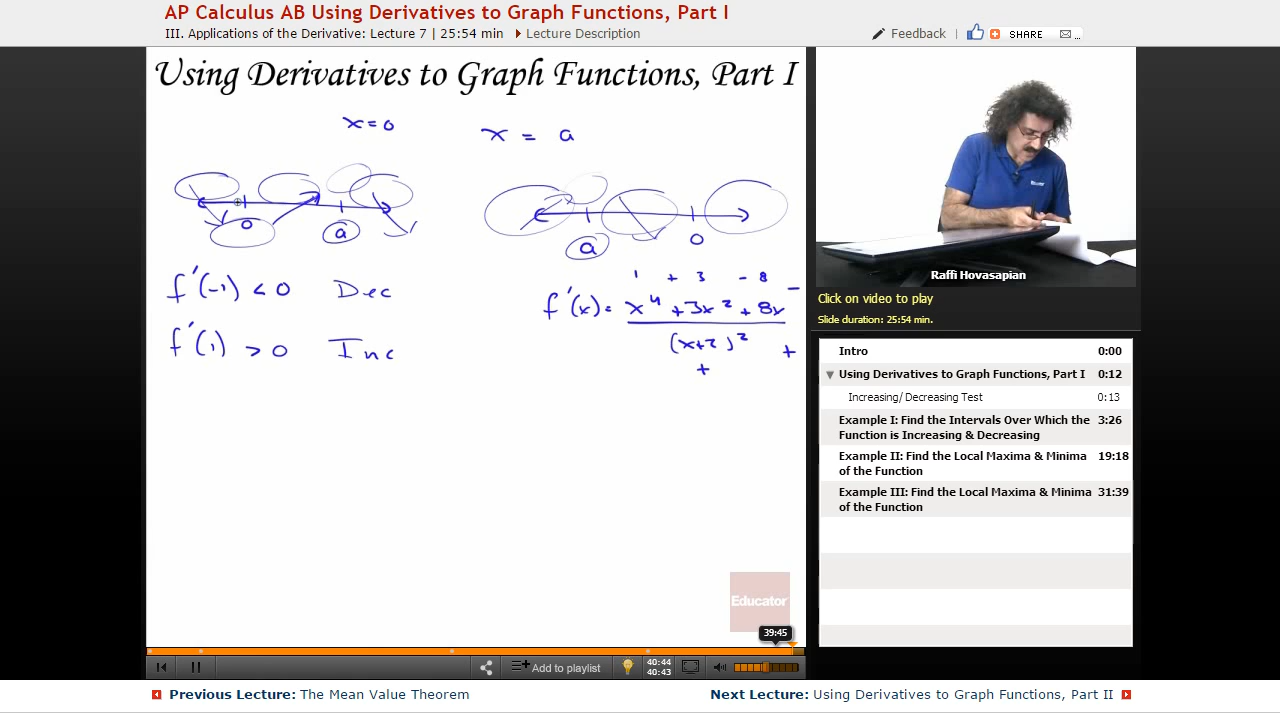 AP Calculus AB Using Derivatives to Graph Functions, Part I
III. Applications of the Derivative: Lecture 7 | 25:54 min Lecture Description
Feedback | SHARE ...
Using Derivatives to Graph Functions, Part I
x = 0
x = a
0 a
a 0
f'(-1) < 0 Dec
f'(1) > 0 Inc
1 + 3 - 8 -
f'(x) = x⁴ + 3x² + 8x
(x+2)² +
+
Educator
39:45
Add to playlist
40:44
40:43
Raffi Hovasapian
Click on video to play
Slide duration: 25:54 min.
Intro 0:00
Using Derivatives to Graph Functions, Part I 0:12
Increasing/ Decreasing Test 0:13
Example I: Find the Intervals Over Which the 3:26
Function is Increasing & Decreasing
Example II: Find the Local Maxima & Minima 19:18
of the Function
Example III: Find the Local Maxima & Minima 31:39
of the Function
Previous Lecture: The Mean Value Theorem
Next Lecture: Using Derivatives to Graph Functions, Part II